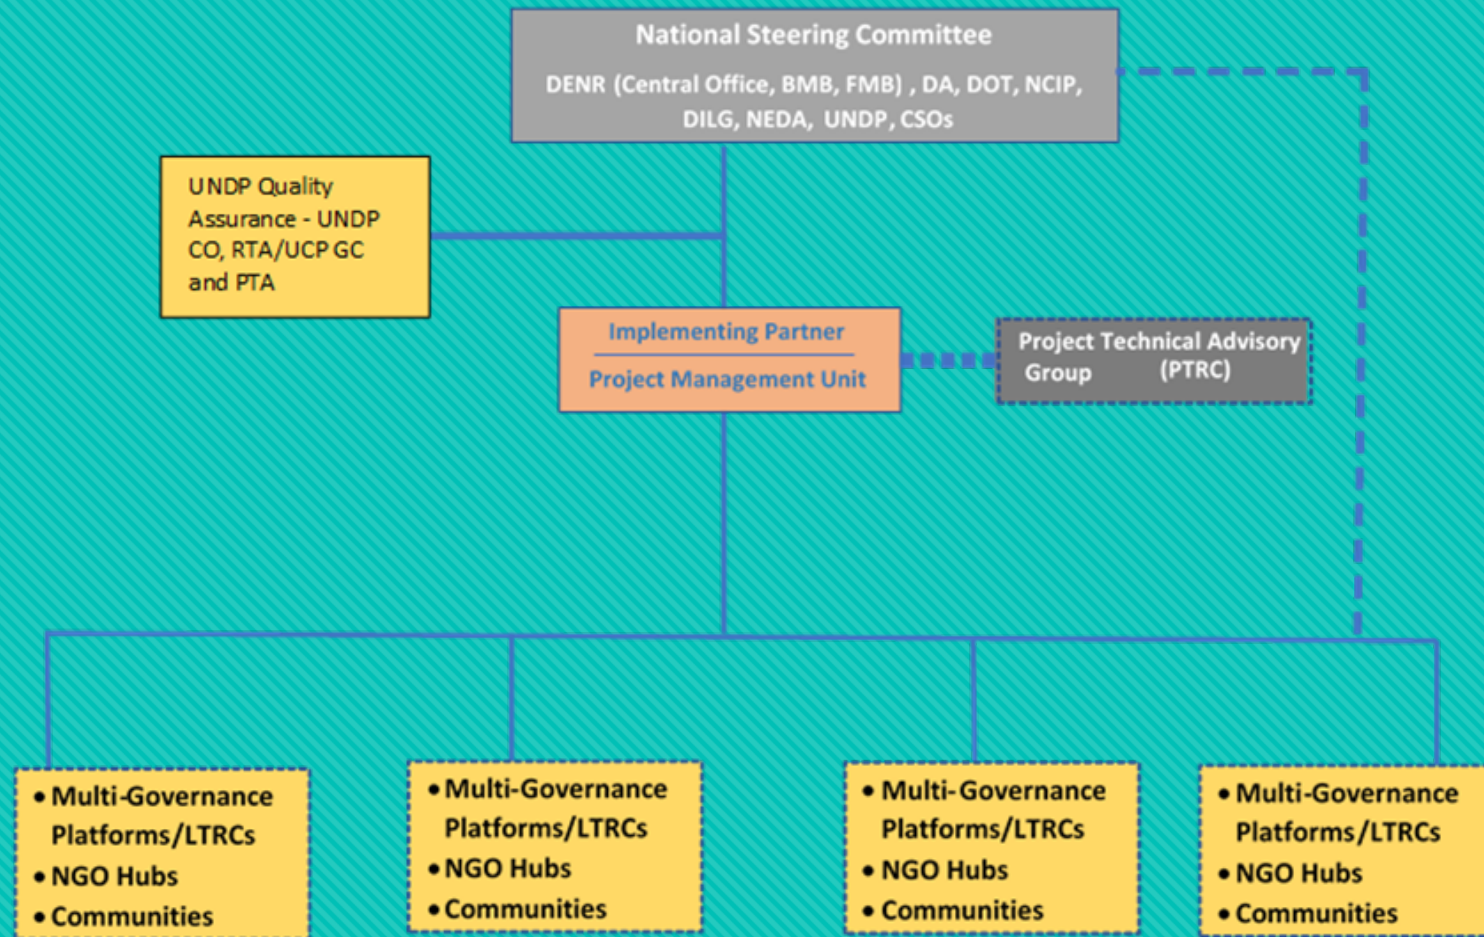 National Steering Committee
DENR (Central Office, BMB, FMB) , DA, DOT, NCIP,
DILG, NEDA, UNDP, CSOs
UNDP Quality
Assurance - UNDP
CO, RTA/UCP GC
and PTA
Implementing Partner
Project Management Unit
Project Technical Advisory
Group (PTRC)
• Multi-Governance
Platforms/LTRCs
• NGO Hubs
• Communities
• Multi-Governance
Platforms/LTRCs
• NGO Hubs
• Communities
• Multi-Governance
Platforms/LTRCs
• NGO Hubs
• Communities
• Multi-Governance
Platforms/LTRCs
• NGO Hubs
• Communities